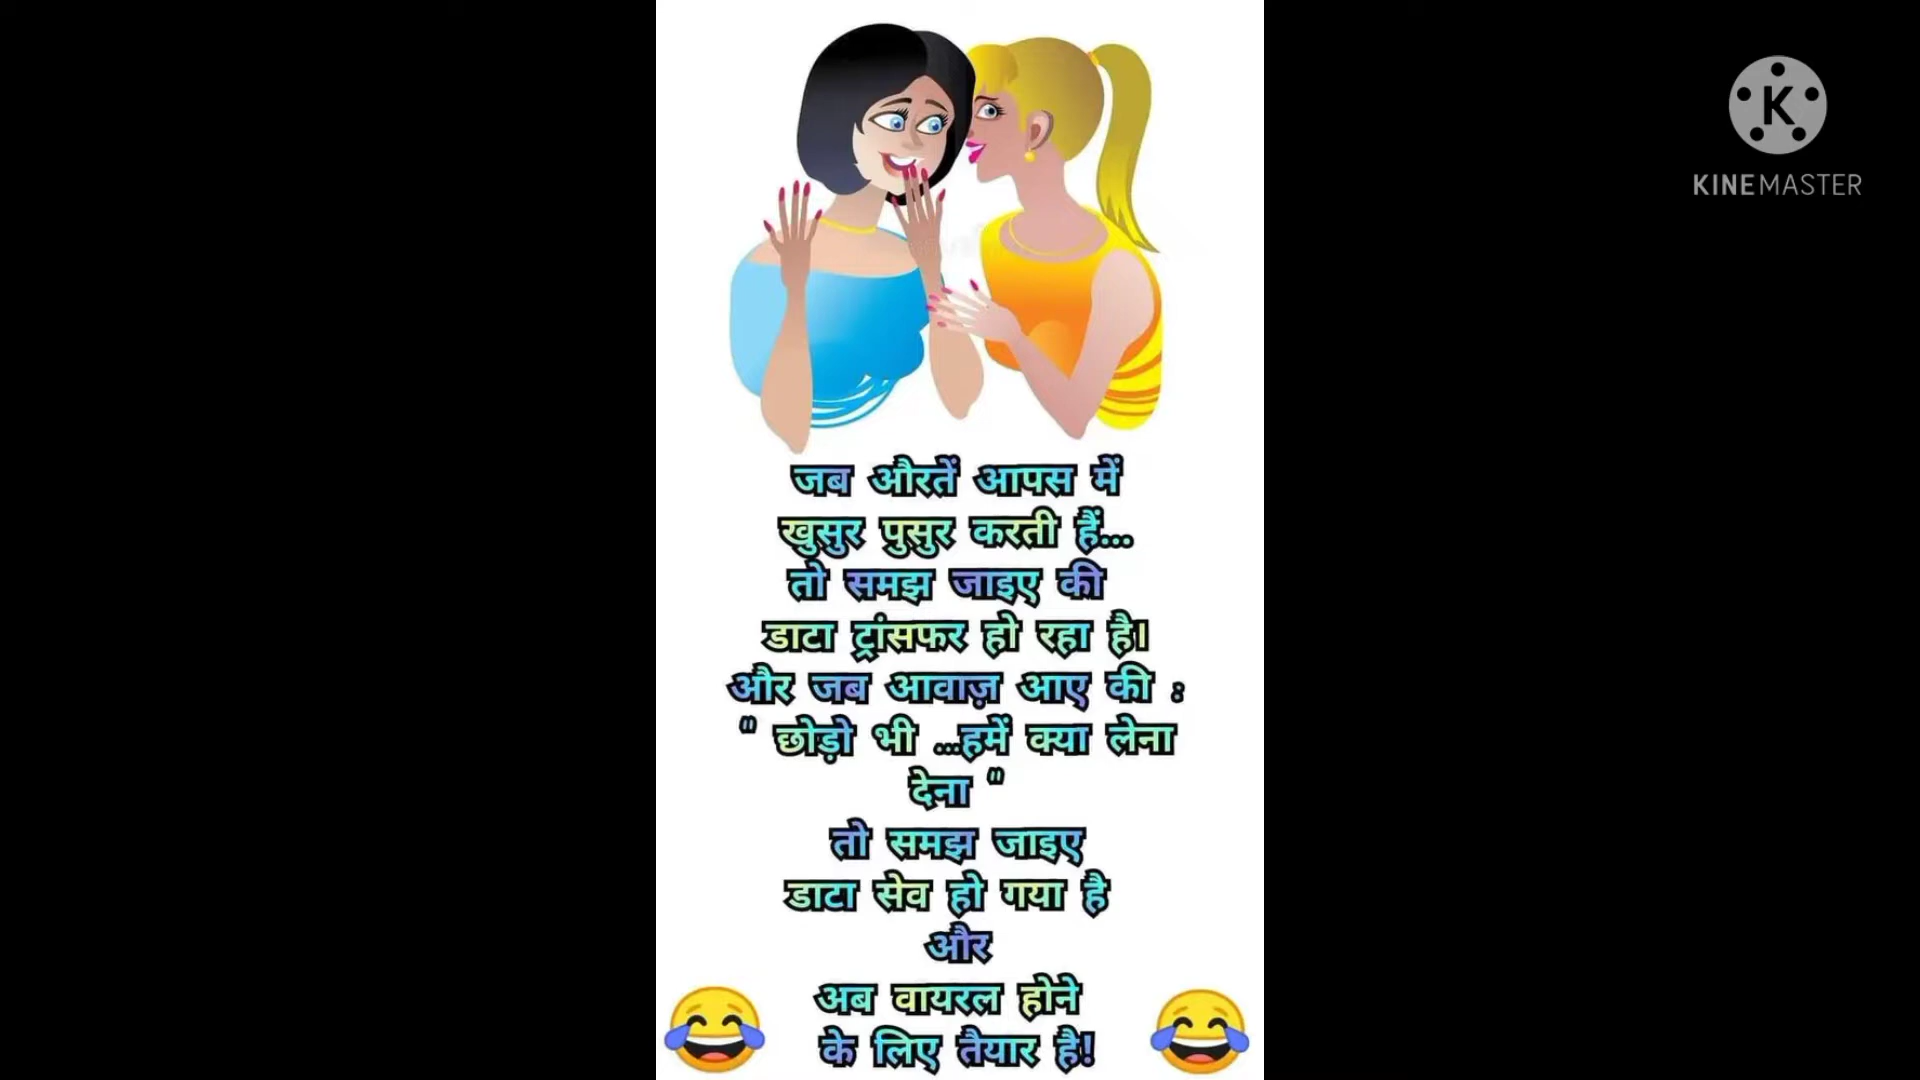 KINEMASTER
जब औरतें आपस में
खुसुर पुसुर करती हैं...
तो समझ जाइए की
डाटा ट्रांसफर हो रहा है।
और जब आवाज़ आए की :
" छोड़ो भी ...हमें क्या लेना
देना "
तो समझ जाइए
डाटा सेव हो गया है
और
अब वायरल होने
के लिए तैयार है!